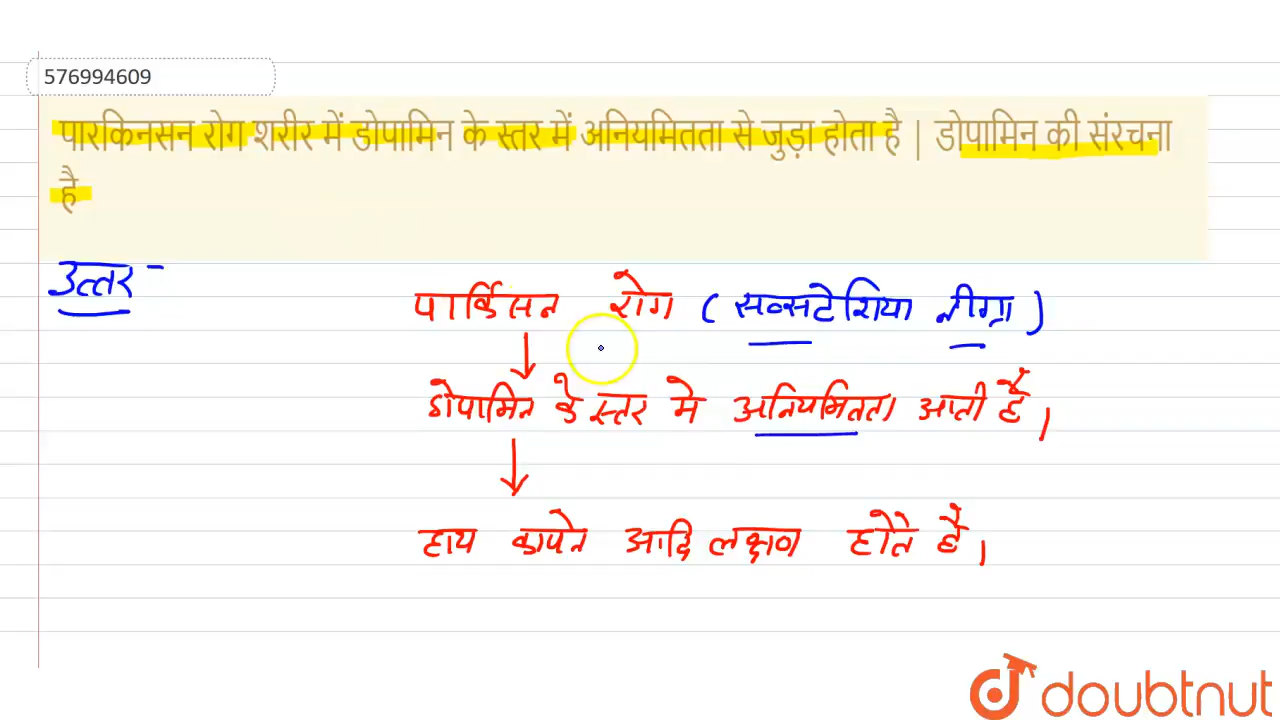 576994609
पारकिनसन रोग शरीर में डोपामिन के स्तर में अनियमितता से जुड़ा होता है | डोपामिन की संरचना
है
उत्तर -
पार्किसन रोग ( सब्सटेशिया नीग्रा )
डोपामिन के स्तर मे अनियमितता आती है।
हाथ कापेन आदि लक्षण होते है।
doubtnut